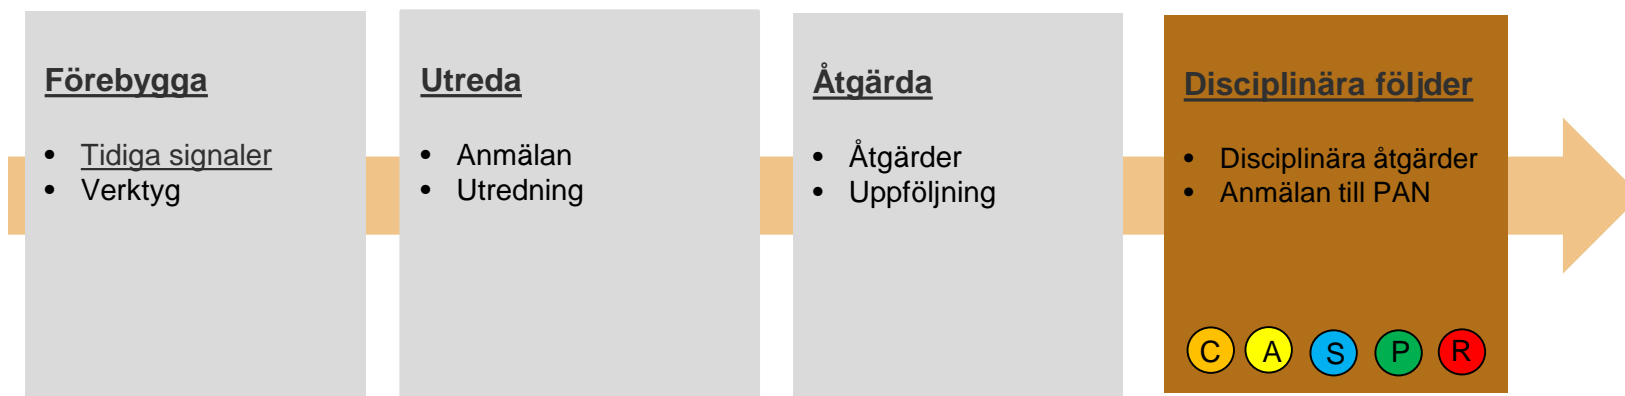 Förebygga
• Tidiga signaler
• Verktyg
Utreda
• Anmälan
• Utredning
Åtgärda
• Åtgärder
• Uppföljning
Disciplinära följder
• Disciplinära åtgärder
• Anmälan till PAN
C A S P R